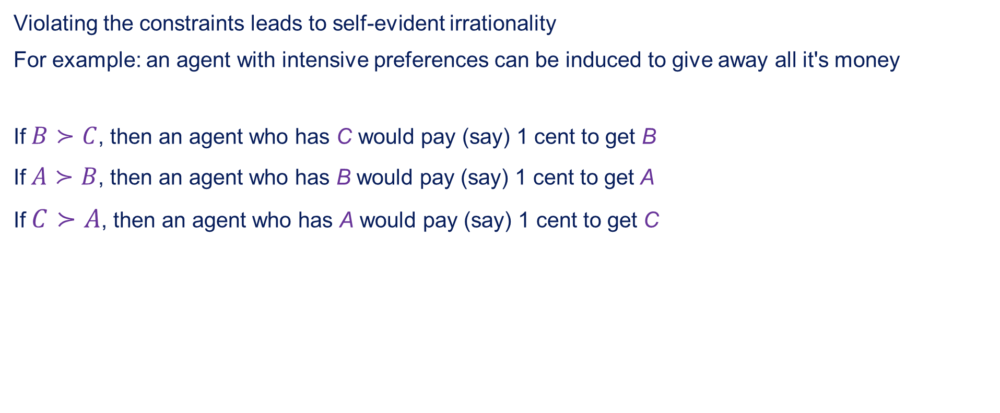 Violating the constraints leads to self-evident irrationality
For example: an agent with intensive preferences can be induced to give away all it's money
If B ≻ C, then an agent who has C would pay (say) 1 cent to get B
If A ≻ B, then an agent who has B would pay (say) 1 cent to get A
If C ≻ A, then an agent who has A would pay (say) 1 cent to get C